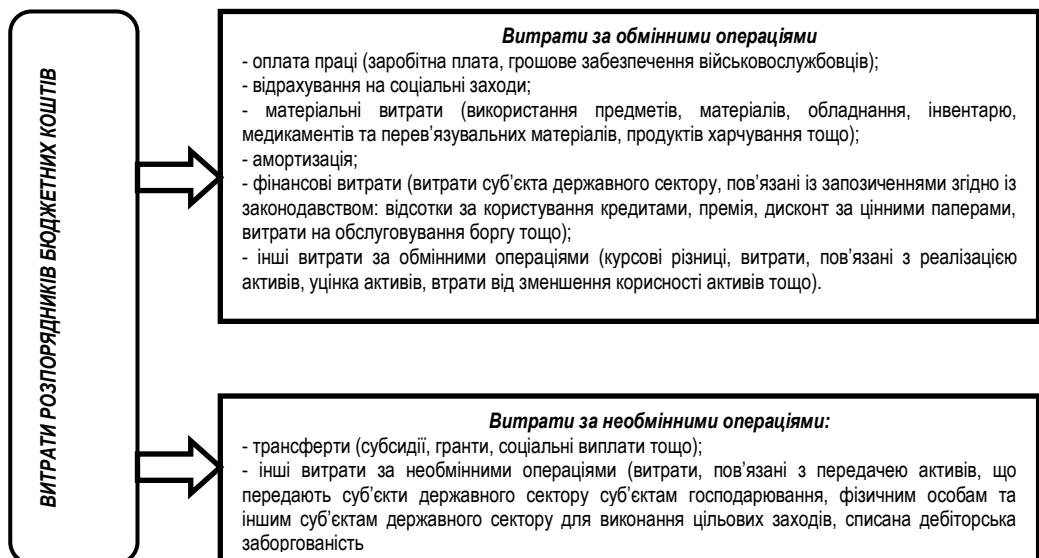 ВИТРАТИ РОЗПОРЯДНИКІВ БЮДЖЕТНИХ КОШТІВ
Витрати за обмінними операціями
- оплата праці (заробітна плата, грошове забезпечення військовослужбовців);
- відрахування на соціальні заходи;
- матеріальні витрати (використання предметів, матеріалів, обладнання, інвентарю,
медикаментів та перев’язувальних матеріалів, продуктів харчування тощо);
- амортизація;
- фінансові витрати (витрати суб’єкта державного сектору, пов’язані із запозиченнями згідно із
законодавством: відсотки за користування кредитами, премія, дисконт за цінними паперами,
витрати на обслуговування боргу тощо);
- інші витрати за обмінними операціями (курсові різниці, витрати, пов’язані з реалізацією
активів, уцінка активів, втрати від зменшення корисності активів тощо).
Витрати за необмінними операціями:
- трансферти (субсидії, гранти, соціальні виплати тощо);
- інші витрати за необмінними операціями (витрати, пов’язані з передачею активів, що
передають суб’єкти державного сектору суб’єктам господарювання, фізичним особам та
іншим суб’єктам державного сектору для виконання цільових заходів, списана дебіторська
заборгованість